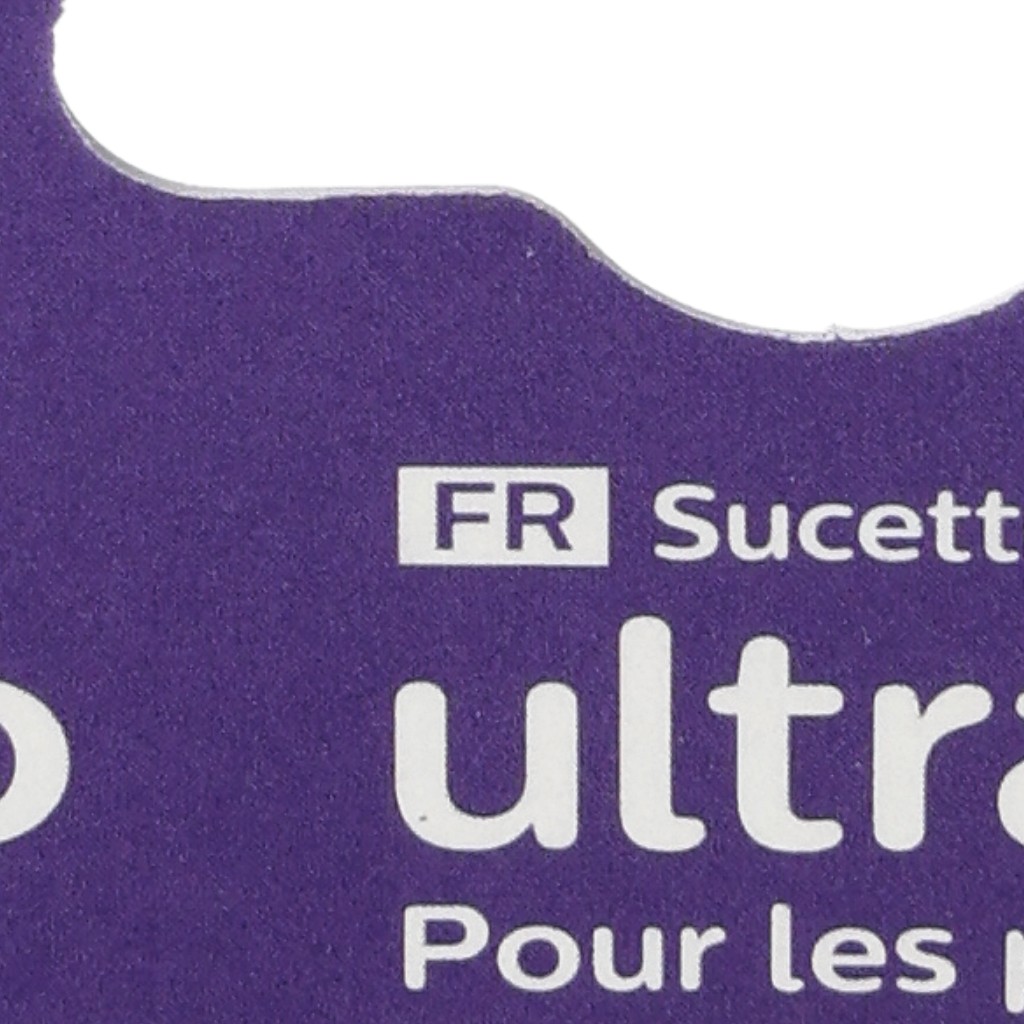 FR Sucett
ultra
Pour les